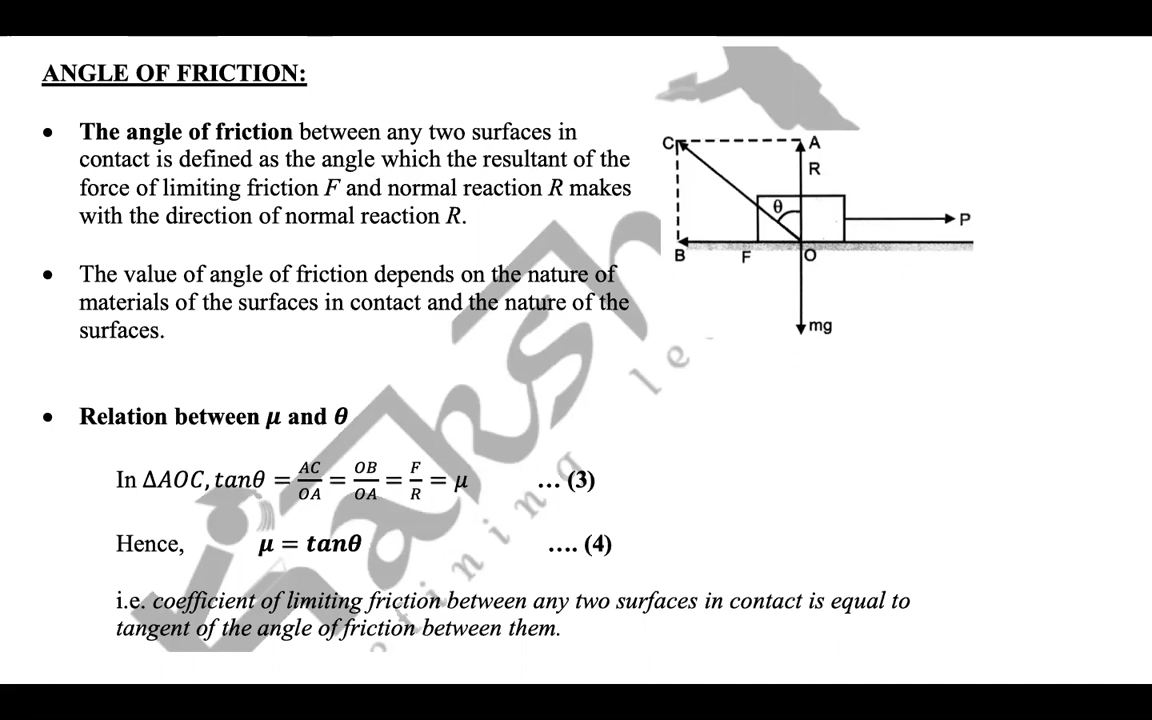 ANGLE OF FRICTION:
• The angle of friction between any two surfaces in
contact is defined as the angle which the resultant of the
force of limiting friction F and normal reaction R makes
with the direction of normal reaction R.
• The value of angle of friction depends on the nature of
materials of the surfaces in contact and the nature of the
surfaces.
C A
R
θ
P
B F O
mg
• Relation between μ and θ
In ΔAOC, tanθ = AC/OA = OB/OA = F/R = μ … (3)
Hence, μ = tanθ …. (4)
i.e. coefficient of limiting friction between any two surfaces in contact is equal to
tangent of the angle of friction between them.